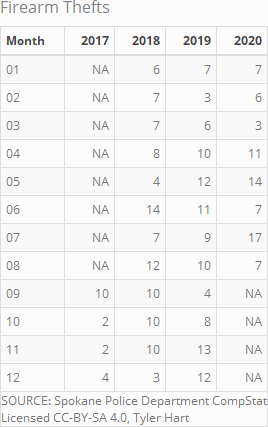 Firearm Thefts
Month 2017 2018 2019 2020
01 NA 6 7 7
02 NA 7 3 6
03 NA 7 6 3
04 NA 8 10 11
05 NA 4 12 14
06 NA 14 11 7
07 NA 7 9 17
08 NA 12 10 7
09 10 10 4 NA
10 2 10 8 NA
11 2 10 13 NA
12 4 3 12 NA
SOURCE: Spokane Police Department CompStat
Licensed CC-BY-SA 4.0, Tyler Hart